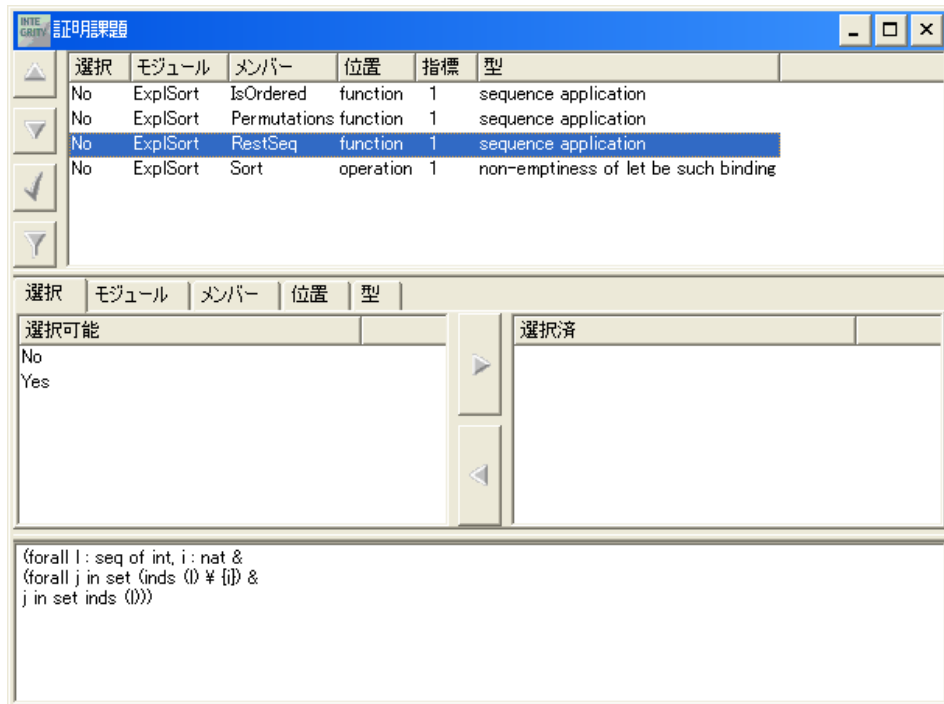 INTE
GRITY 証明課題
選択 モジュール メンバー 位置 指標 型
No ExplSort IsOrdered function 1 sequence application
No ExplSort Permutations function 1 sequence application
No ExplSort RestSeq function 1 sequence application
No ExplSort Sort operation 1 non-emptiness of let be such binding
選択 モジュール メンバー 位置 型
選択可能 選択済
No
Yes
(forall l : seq of int, i : nat &
(forall j in set (inds (l) ¥ {i}) &
j in set inds (l)))